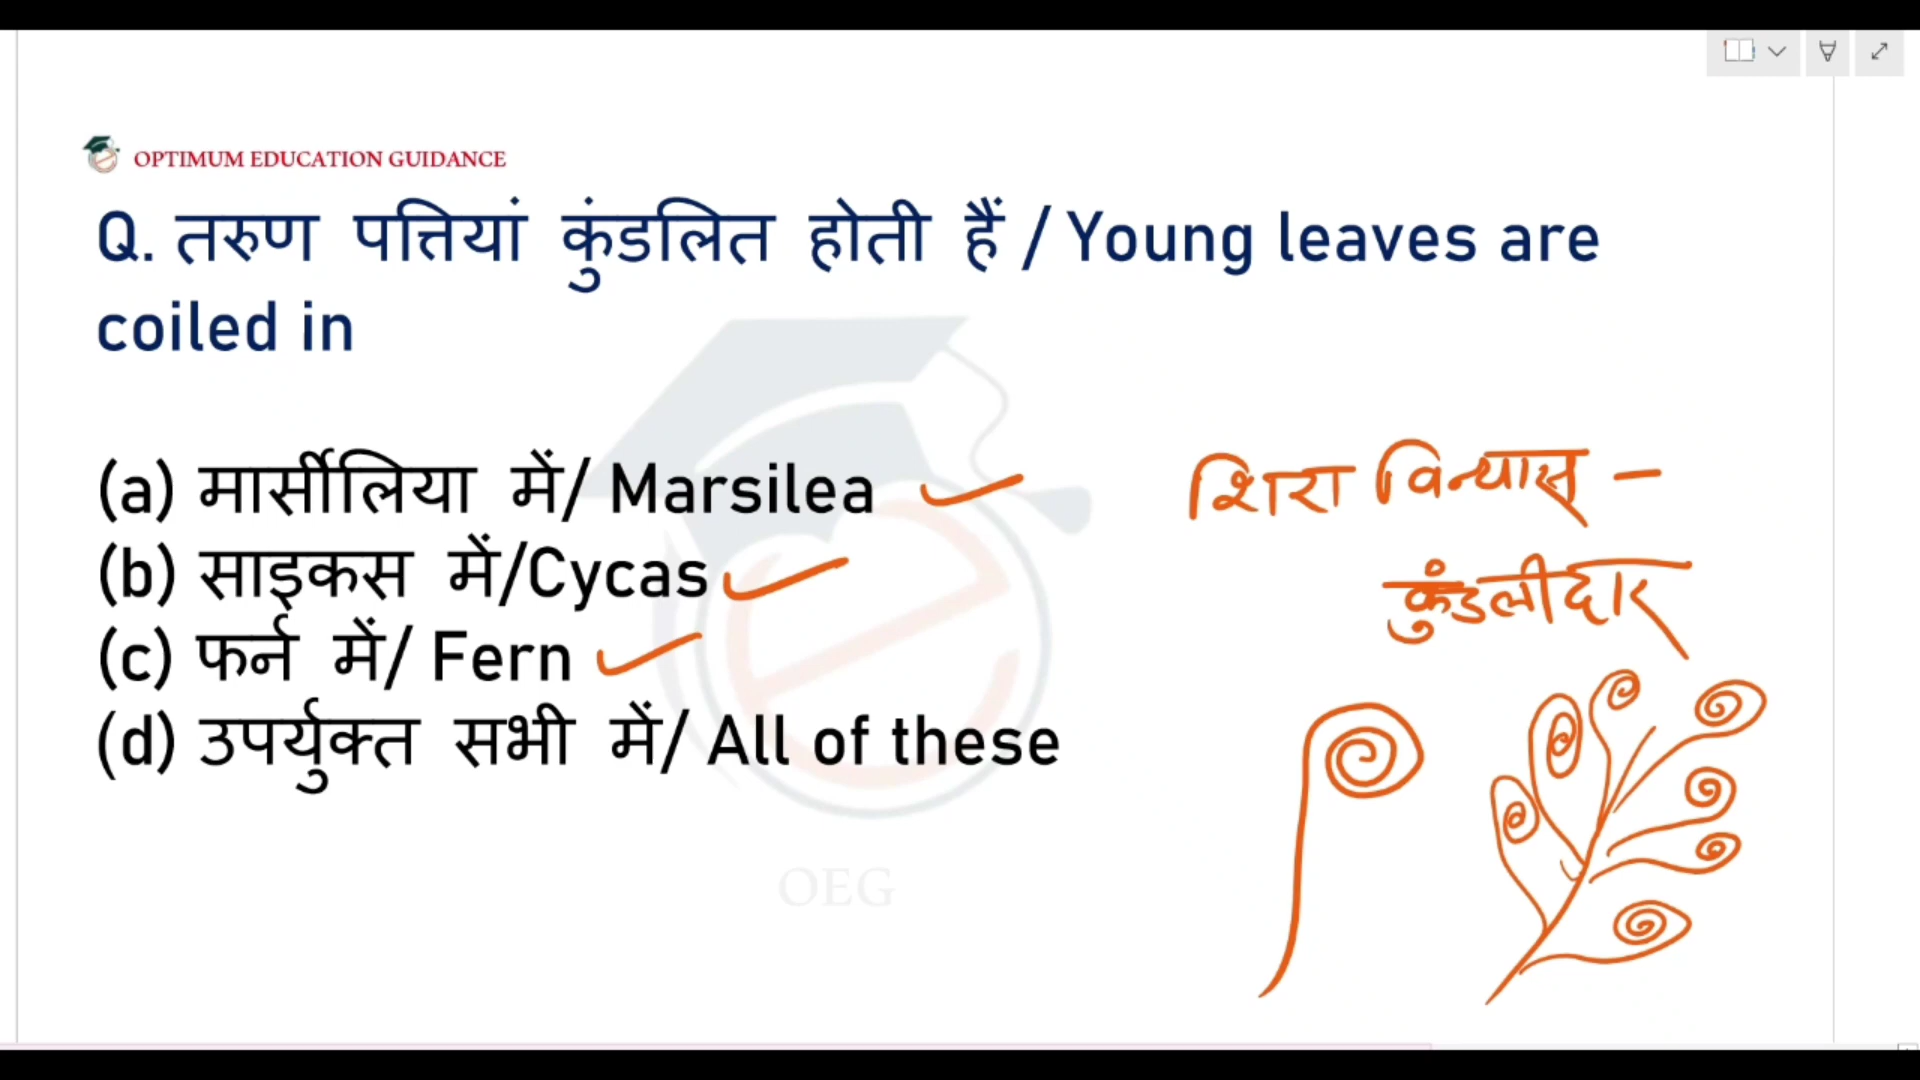 OPTIMUM EDUCATION GUIDANCE
Q. तरुण पत्तियां कुंडलित होती हैं / Young leaves are
coiled in
(a) मार्सीलिया में/ Marsilea
(b) साइकस में/Cycas
(c) फर्न में/ Fern
(d) उपर्युक्त सभी में/ All of these
शिरा विन्यास –
कुंडलीदार
OEG